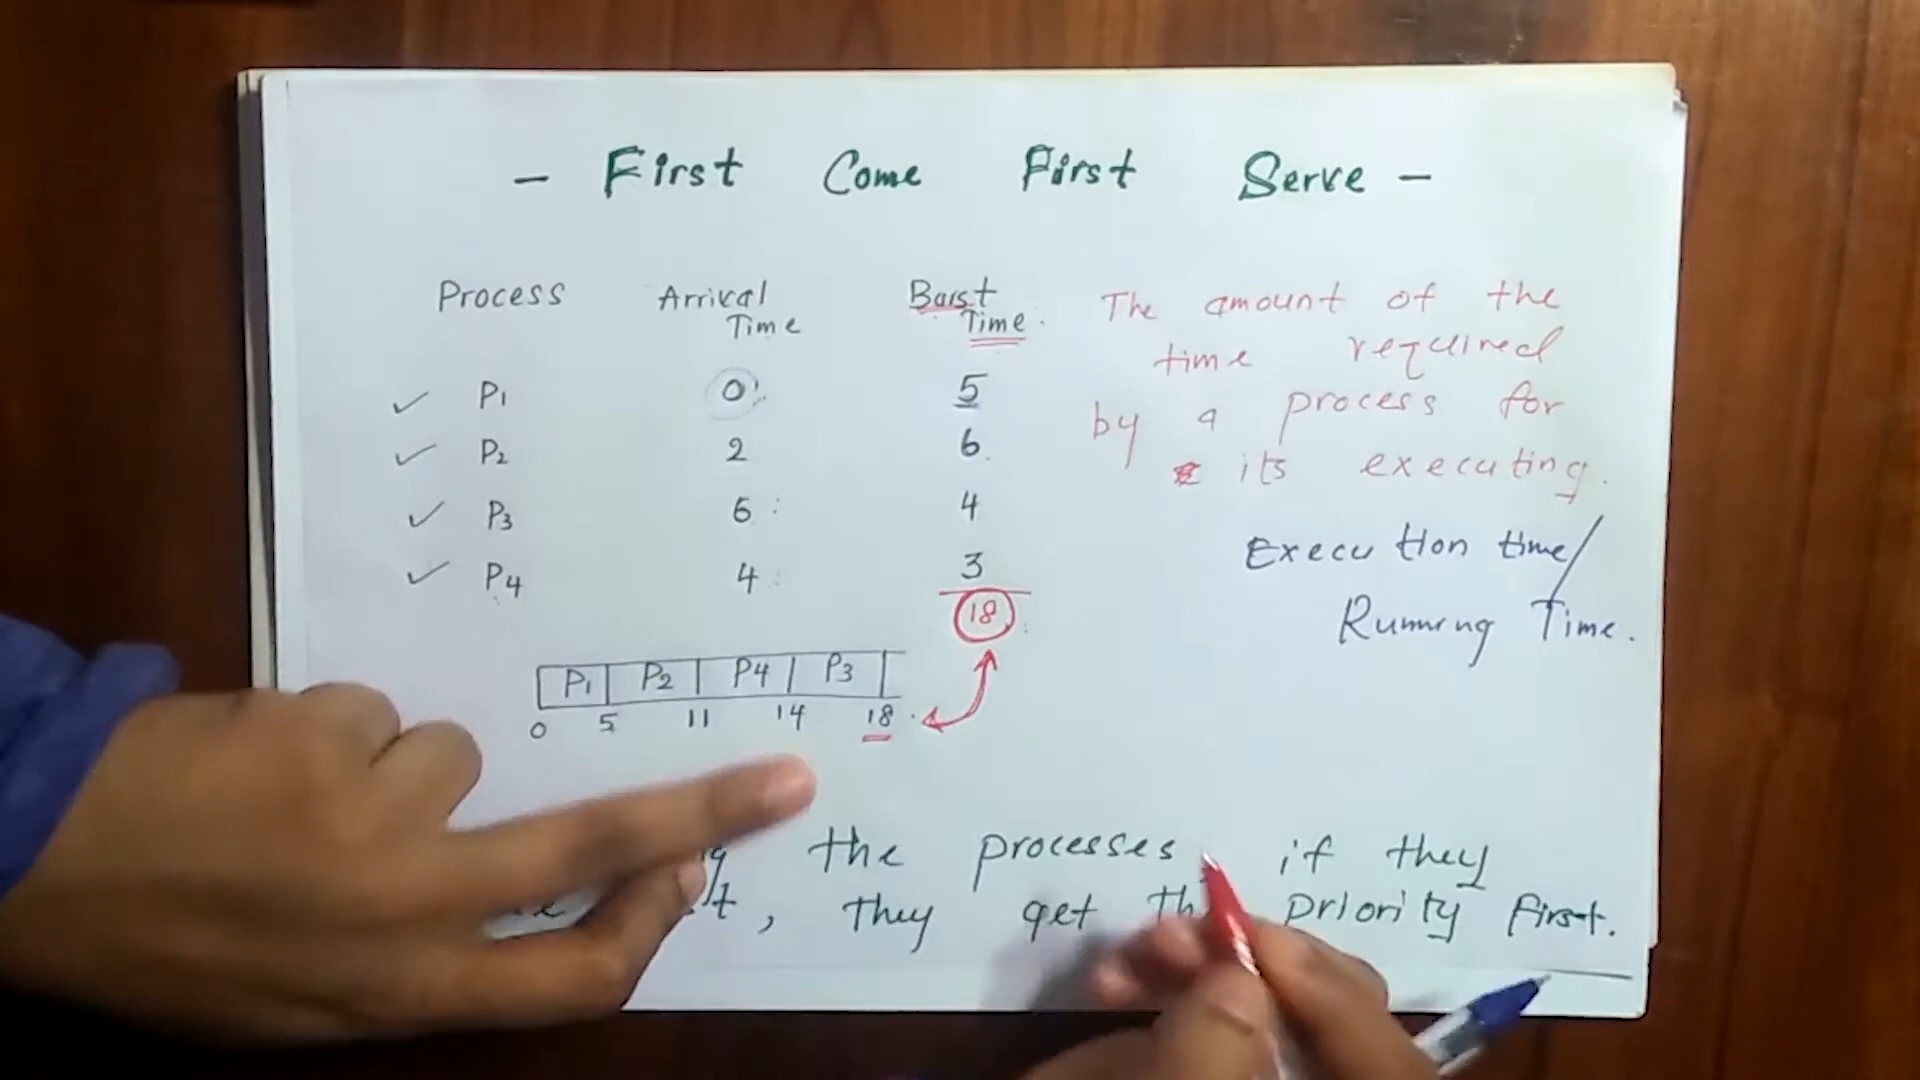 - First Come First Serve -
Process Arrival Time Burst Time.
P1 0 5
P2 2 6
P3 6 4
P4 4 3
18
The amount of the
time required
by a process for
its executing.
Execution time/
Running Time.
P1 P2 P4 P3
0 5 11 14 18
the processes if they
, they get priority first.